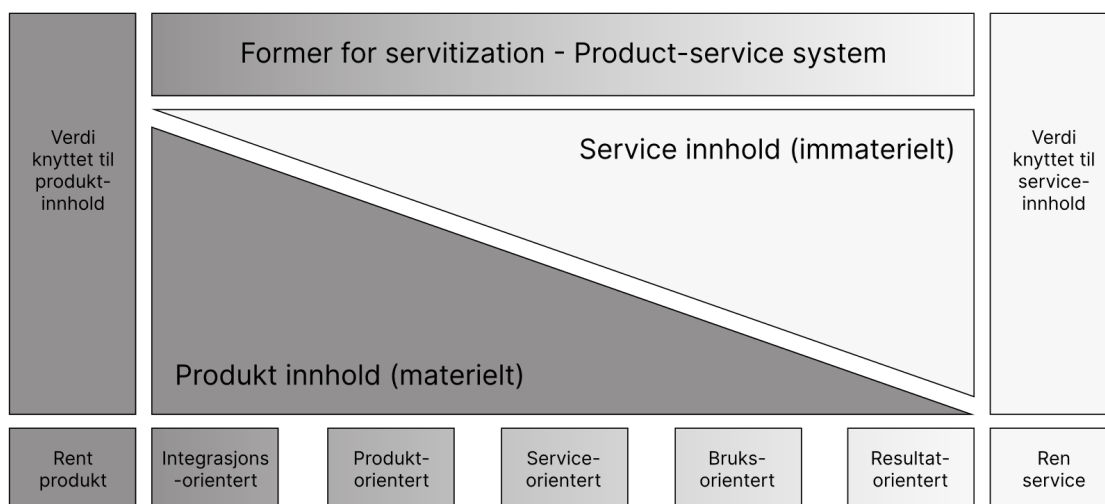 Former for servitization - Product-service system
Verdi
knyttet til
produkt-
innhold
Service innhold (immaterielt)
Verdi
knyttet til
service-
innhold
Produkt innhold (materielt)
Rent
produkt
Integrasjons
-orientert
Produkt-
orientert
Service-
orientert
Bruks-
orientert
Resultat-
orientert
Ren
service